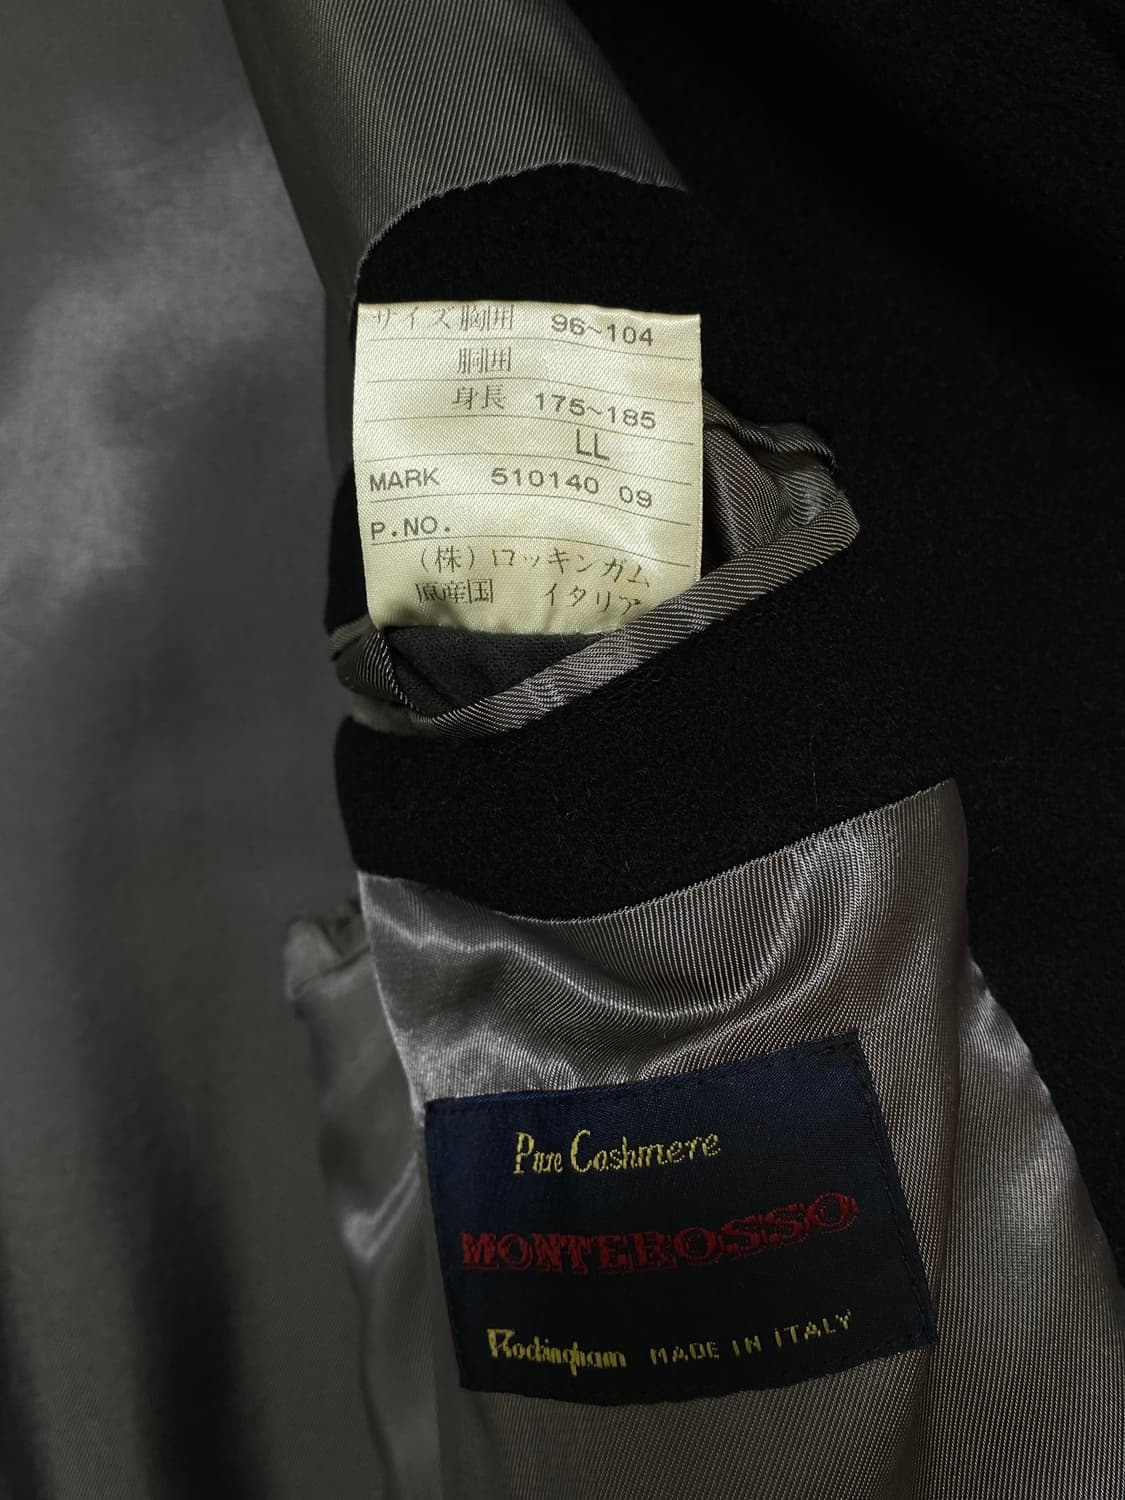 サイズ 胸囲 96~104
胴囲
身長 175~185
LL
MARK 510140 09
P.NO.
(株)ロッキンガム
原産国 イタリア
Pure Cashmere
MONTEROSSO
Rockingham MADE IN ITALY